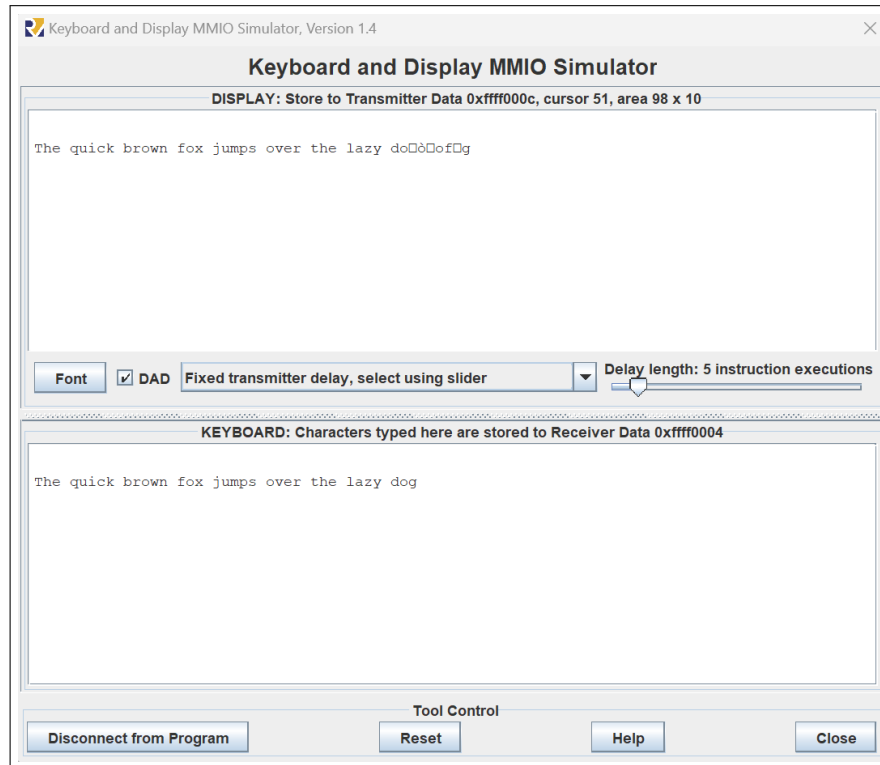 Keyboard and Display MMIO Simulator, Version 1.4
Keyboard and Display MMIO Simulator
DISPLAY: Store to Transmitter Data 0xffff000c, cursor 51, area 98 x 10
The quick brown fox jumps over the lazy do□ò□of□g
Font
DAD
Fixed transmitter delay, select using slider
Delay length: 5 instruction executions
KEYBOARD: Characters typed here are stored to Receiver Data 0xffff0004
The quick brown fox jumps over the lazy dog
Tool Control
Disconnect from Program
Reset
Help
Close